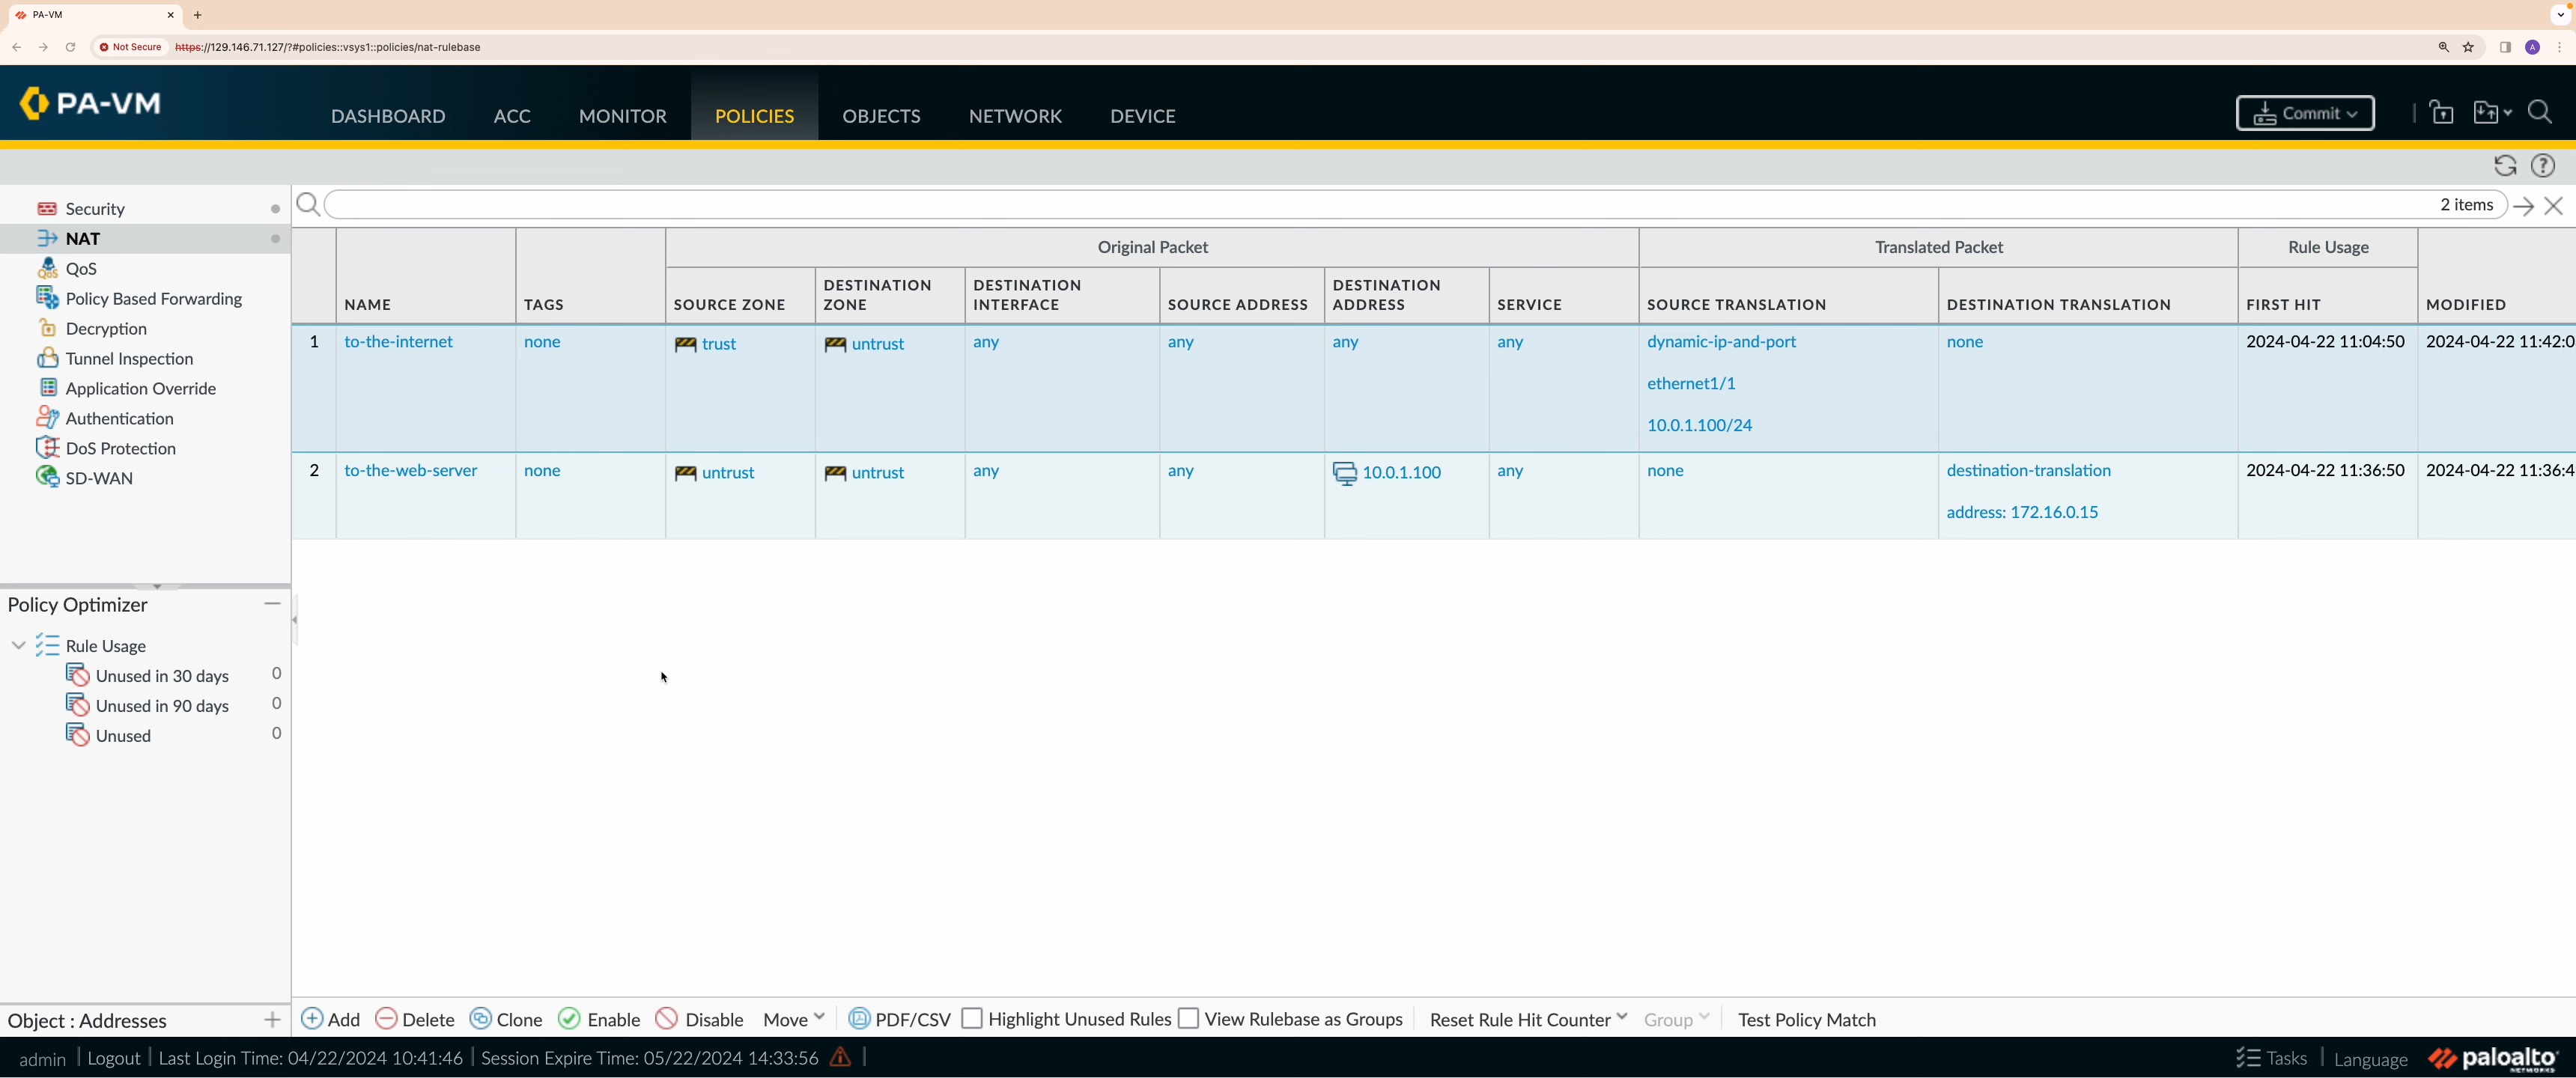 PA-VM
Not Secure https://129.146.71.127/?#policies::vsys1::policies/nat-rulebase
A
PA-VM
DASHBOARD ACC MONITOR POLICIES OBJECTS NETWORK DEVICE
Commit
Security
NAT
QoS
Policy Based Forwarding
Decryption
Tunnel Inspection
Application Override
Authentication
DoS Protection
SD-WAN
2 items
Original Packet Translated Packet Rule Usage
NAME TAGS SOURCE ZONE DESTINATION ZONE DESTINATION INTERFACE SOURCE ADDRESS DESTINATION ADDRESS SERVICE SOURCE TRANSLATION DESTINATION TRANSLATION FIRST HIT MODIFIED
1 to-the-internet none trust untrust any any any any dynamic-ip-and-port none 2024-04-22 11:04:50 2024-04-22 11:42:0
ethernet1/1
10.0.1.100/24
2 to-the-web-server none untrust untrust any any 10.0.1.100 any none destination-translation 2024-04-22 11:36:50 2024-04-22 11:36:4
address: 172.16.0.15
Policy Optimizer
Rule Usage
Unused in 30 days 0
Unused in 90 days 0
Unused 0
Object : Addresses
Add Delete Clone Enable Disable Move PDF/CSV Highlight Unused Rules View Rulebase as Groups Reset Rule Hit Counter Group Test Policy Match
admin | Logout | Last Login Time: 04/22/2024 10:41:46 | Session Expire Time: 05/22/2024 14:33:56 |
Tasks | Language paloalto NETWORKS